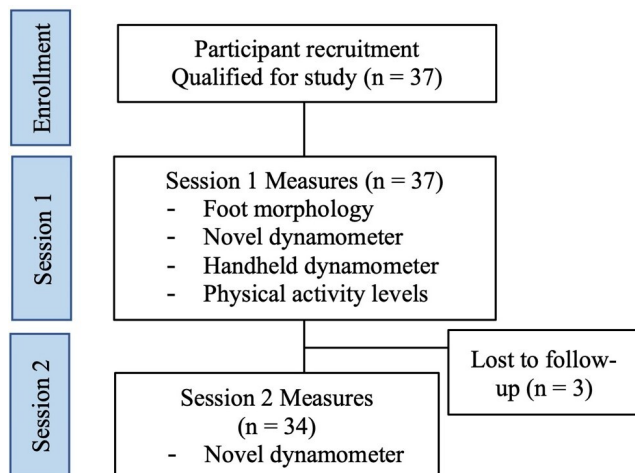 Enrollment
Participant recruitment
Qualified for study (n = 37)
Session 1
Session 1 Measures (n = 37)
- Foot morphology
- Novel dynamometer
- Handheld dynamometer
- Physical activity levels
Session 2
Lost to follow-
up (n = 3)
Session 2 Measures
(n = 34)
- Novel dynamometer